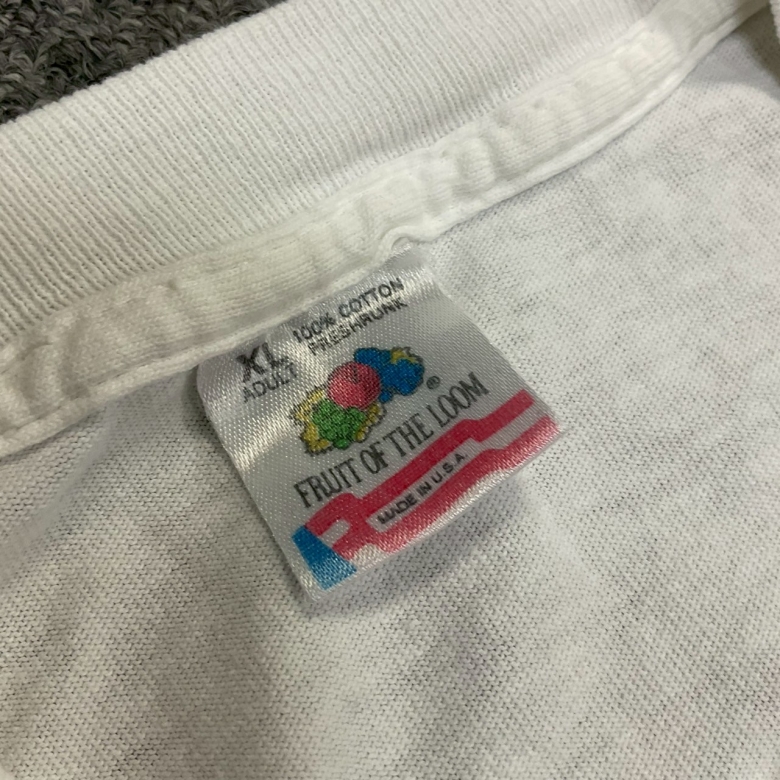 XL 100% COTTON
ADULT PRESHRUNK
®
FRUIT OF THE LOOM
MADE IN U.S.A.